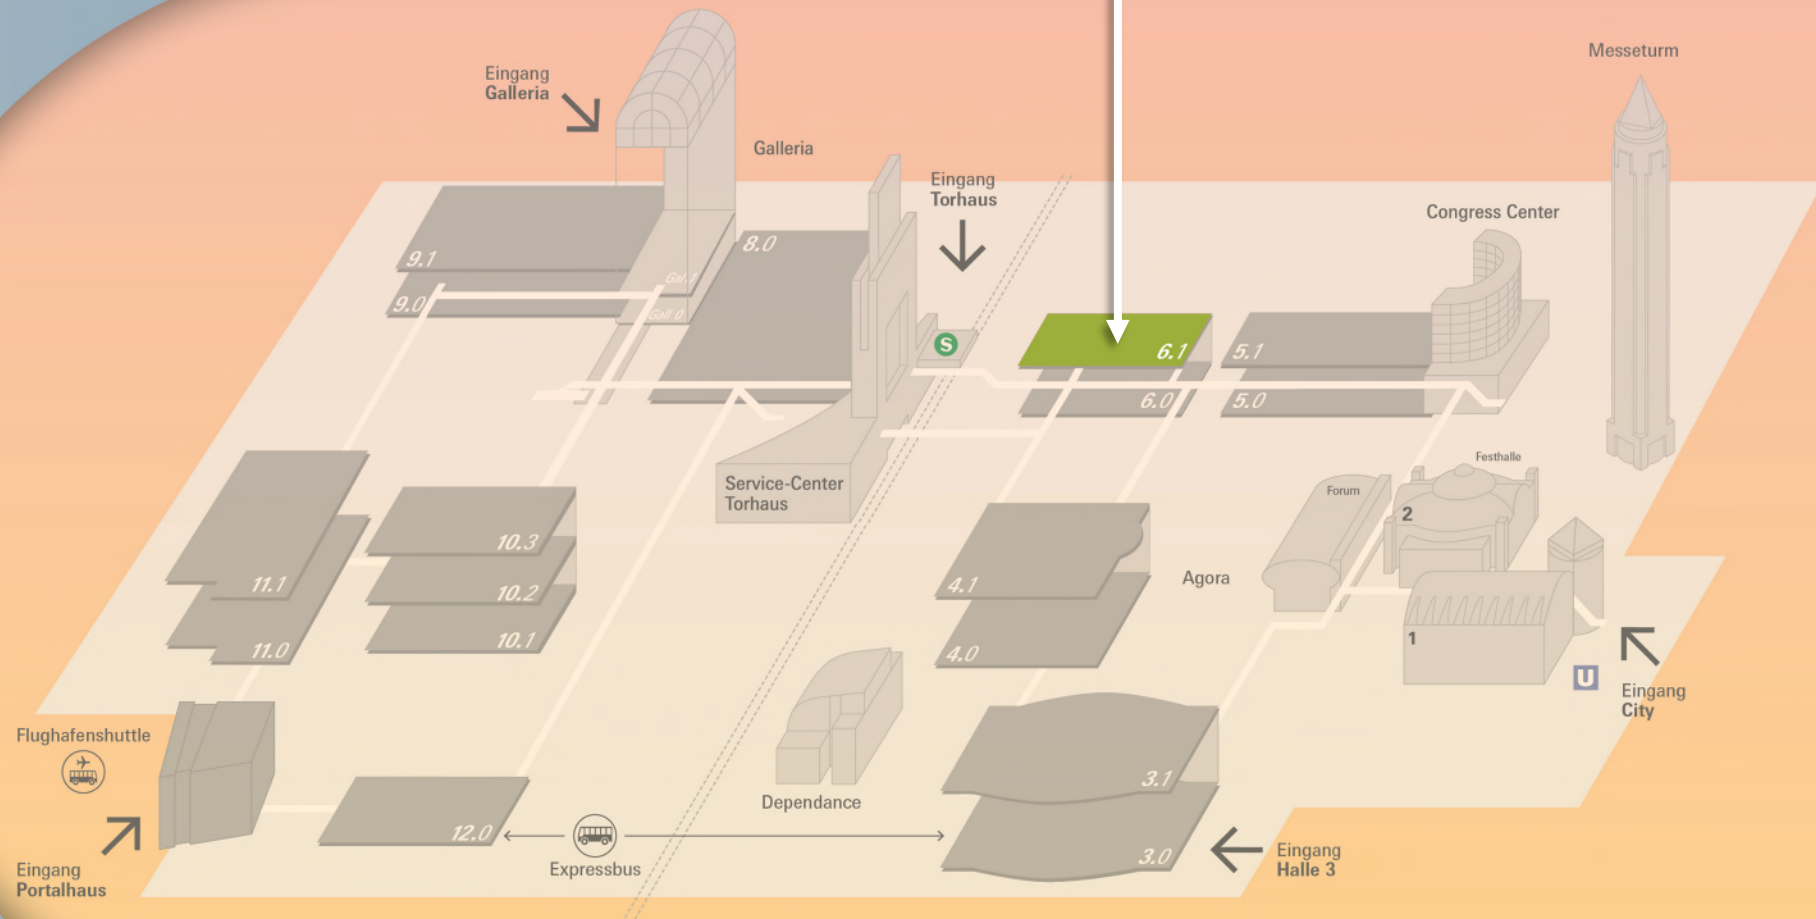 Messeturm
Eingang
Galleria
Galleria
Eingang
Torhaus
Congress Center
9.1
9.0
Gal.1
Gall 0
8.0
S
6.1
6.0
5.1
5.0
Service-Center
Torhaus
Festhalle
Forum
2
1
11.1
11.0
10.3
10.2
10.1
4.1
4.0
Agora
U
Eingang
City
Flughafenshuttle
Eingang
Portalhaus
12.0
Expressbus
Dependance
3.1
3.0
Eingang
Halle 3